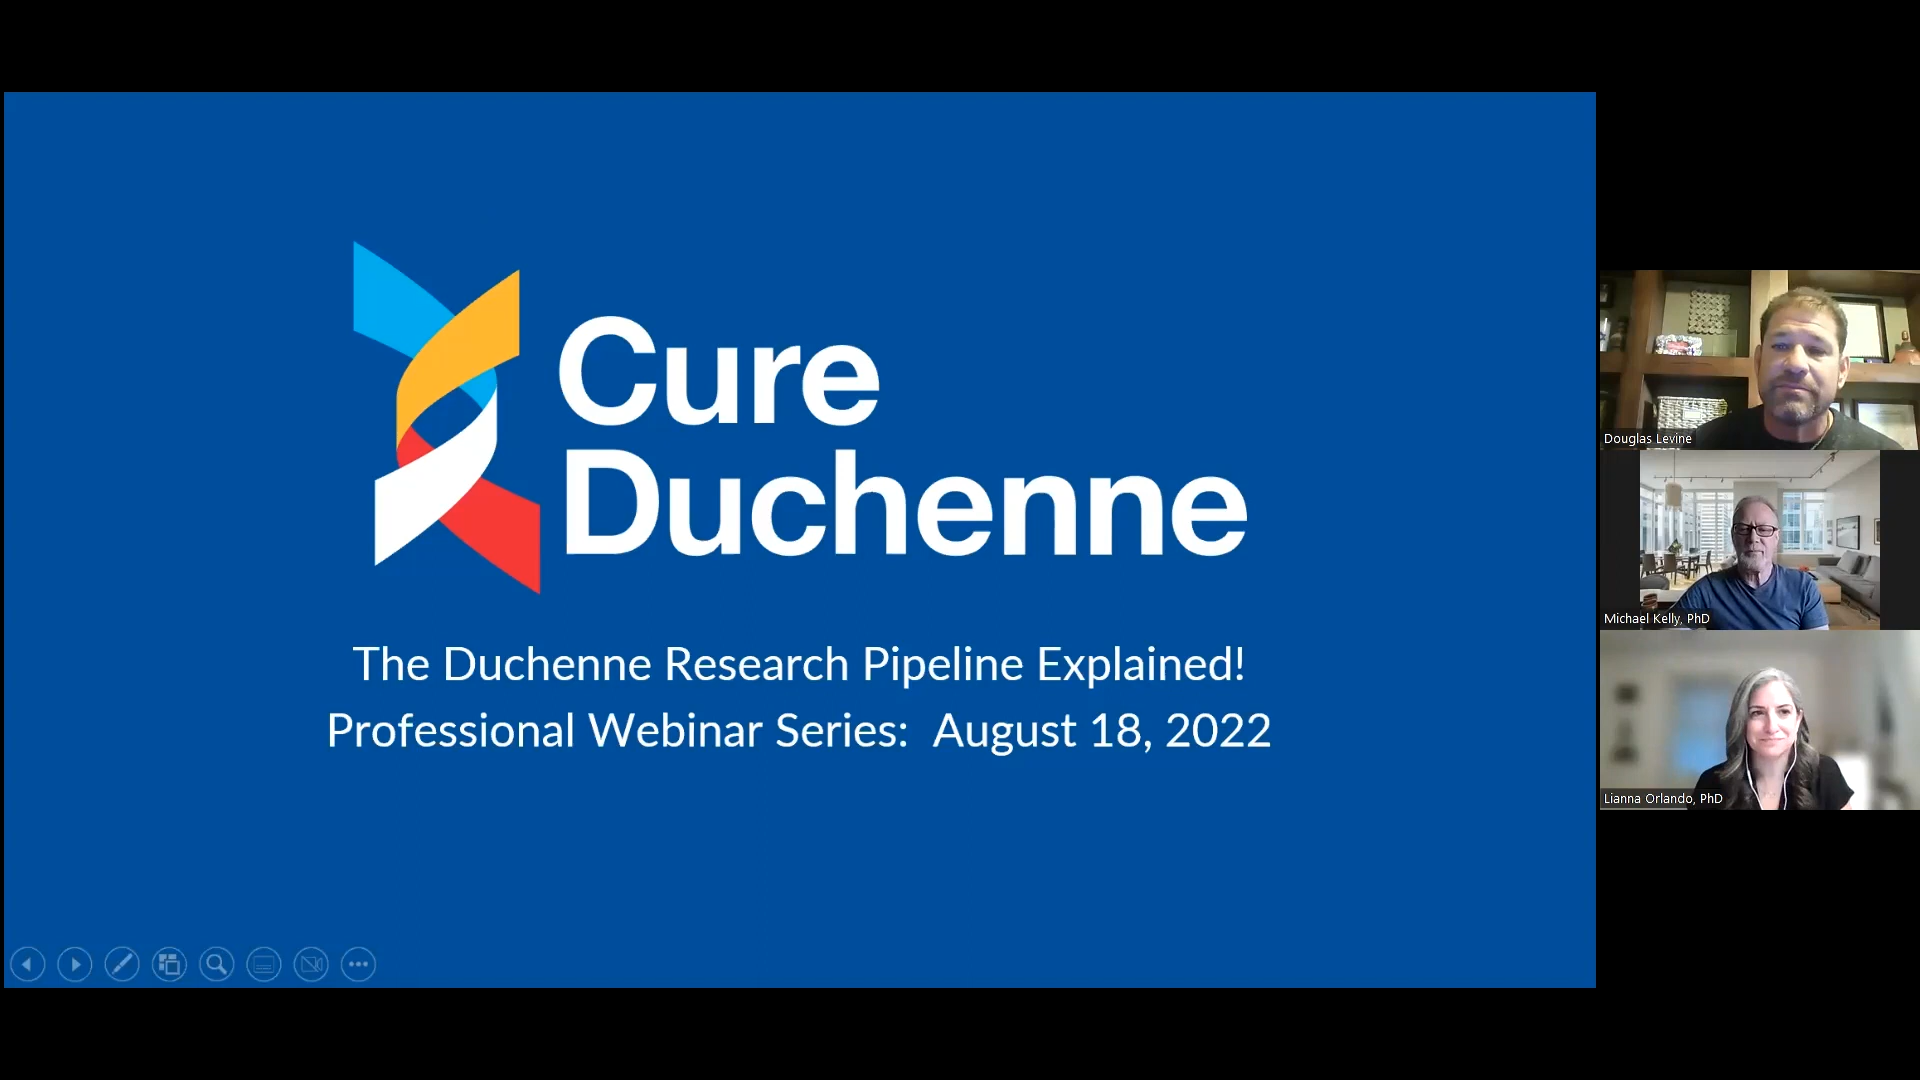 Cure
Duchenne
The Duchenne Research Pipeline Explained!
Professional Webinar Series:  August 18, 2022
Douglas Levine
Michael Kelly, PhD
Lianna Orlando, PhD